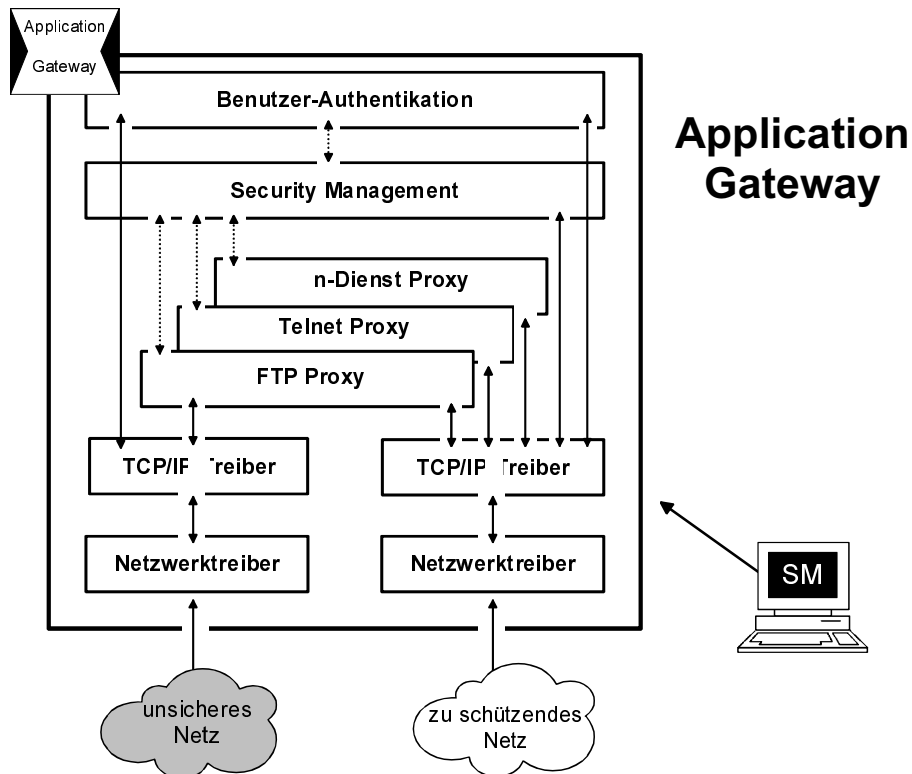 Application
Gateway
Benutzer-Authentikation
Application
Gateway
Security Management
n-Dienst Proxy
Telnet Proxy
FTP Proxy
TCP/IP Treiber
TCP/IP Treiber
Netzwerktreiber
Netzwerktreiber
SM
unsicheres
Netz
zu schützendes
Netz